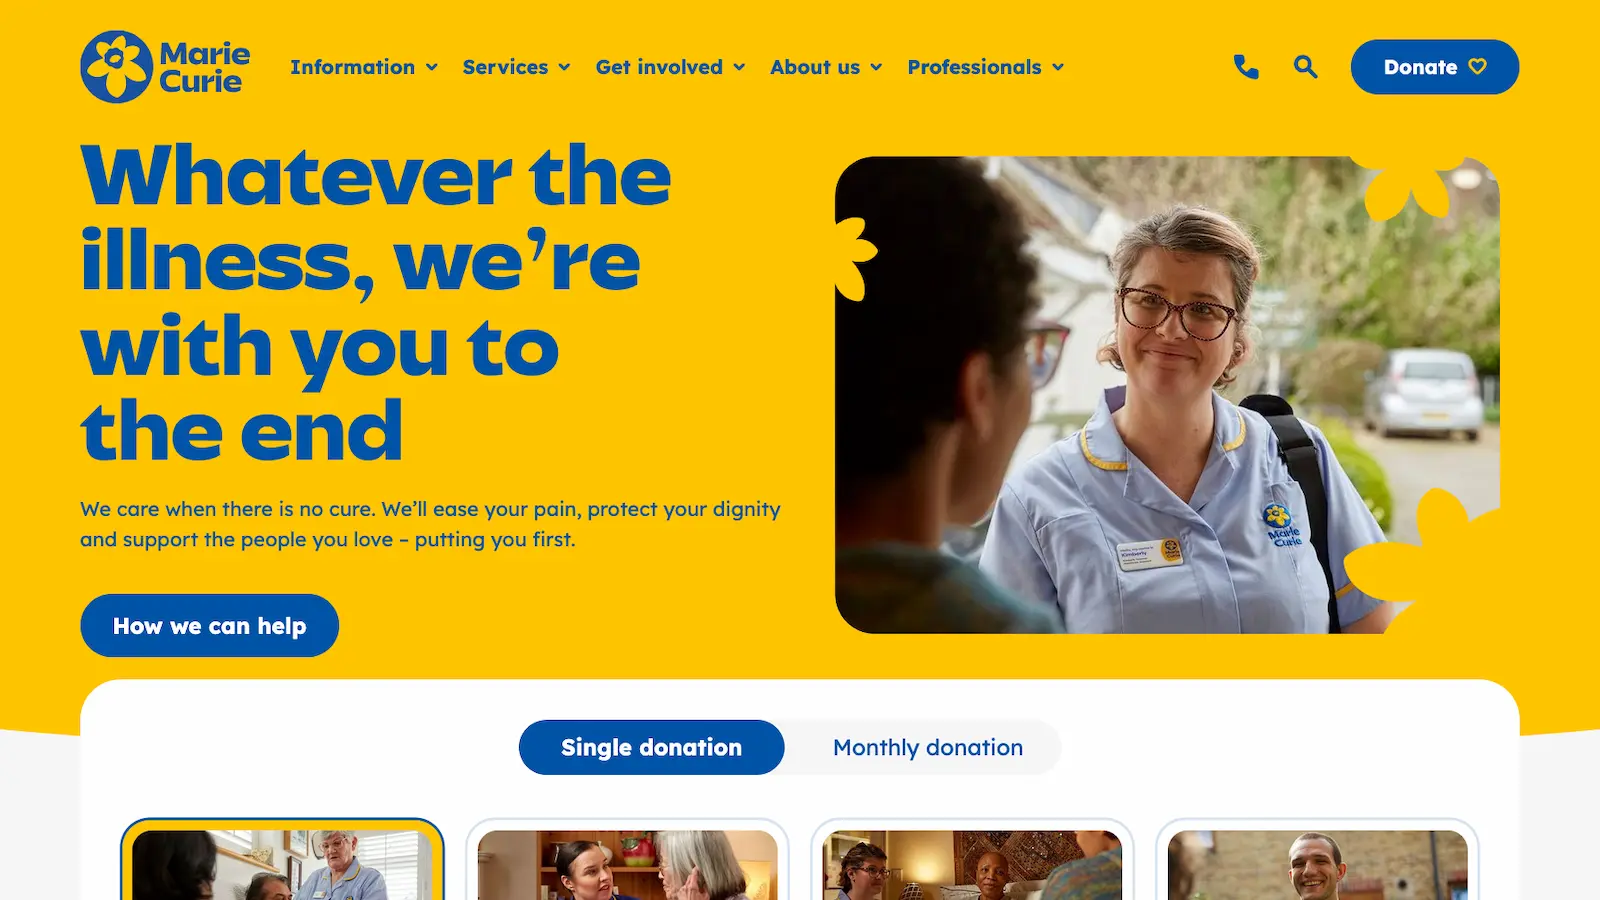 Marie
Curie
Information
Services
Get involved
About us
Professionals
Donate
Whatever the
illness, we’re
with you to
the end
We care when there is no cure. We’ll ease your pain, protect your dignity
and support the people you love – putting you first.
How we can help
Kimberly
Marie
Curie
Single donation
Monthly donation